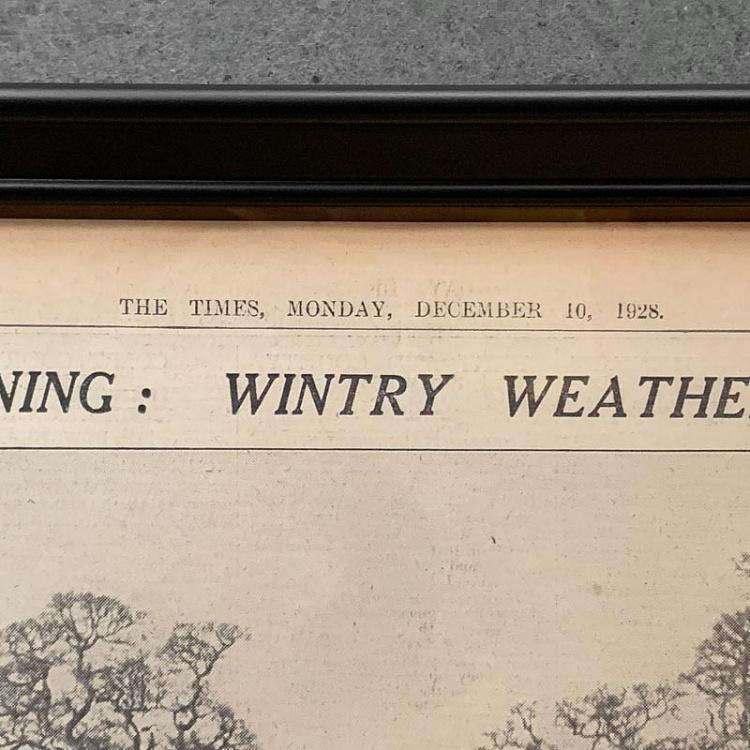 THE TIMES, MONDAY, DECEMBER 10, 1928.
NING: WINTRY WEATHE